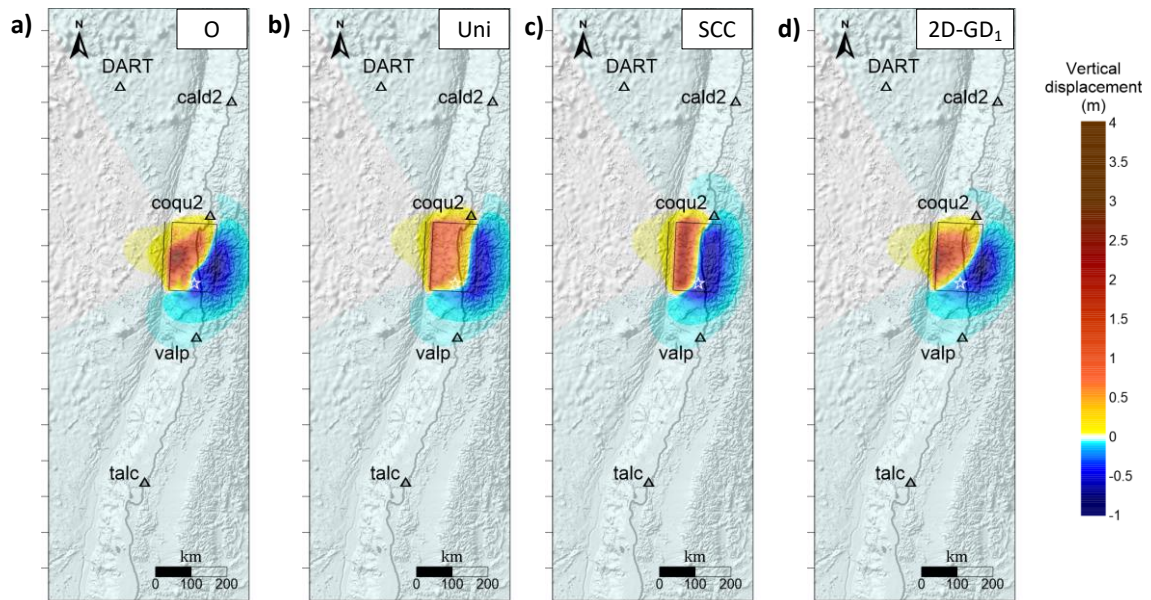 a)
N
O
DART
cald2
coqu2
valp
talc
km
0 100 200
b)
N
Uni
DART
cald2
coqu2
valp
talc
km
0 100 200
c)
N
SCC
DART
cald2
coqu2
valp
talc
km
0 100 200
d)
N
2D-GD₁
DART
cald2
coqu2
valp
talc
km
0 100 200
Vertical
displacement
(m)
4
3.5
3
2.5
2
1.5
1
0.5
0
-0.5
-1